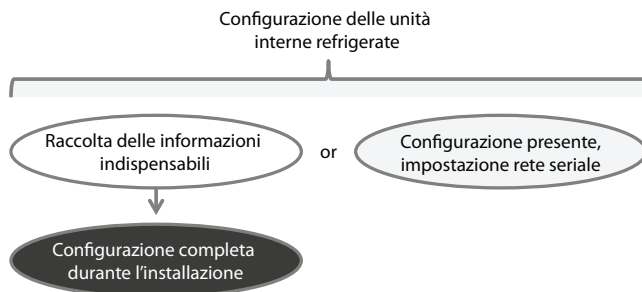 Configurazione delle unità
interne refrigerate
Raccolta delle informazioni
indispensabili
or
Configurazione presente,
impostazione rete seriale
Configurazione completa
durante l'installazione